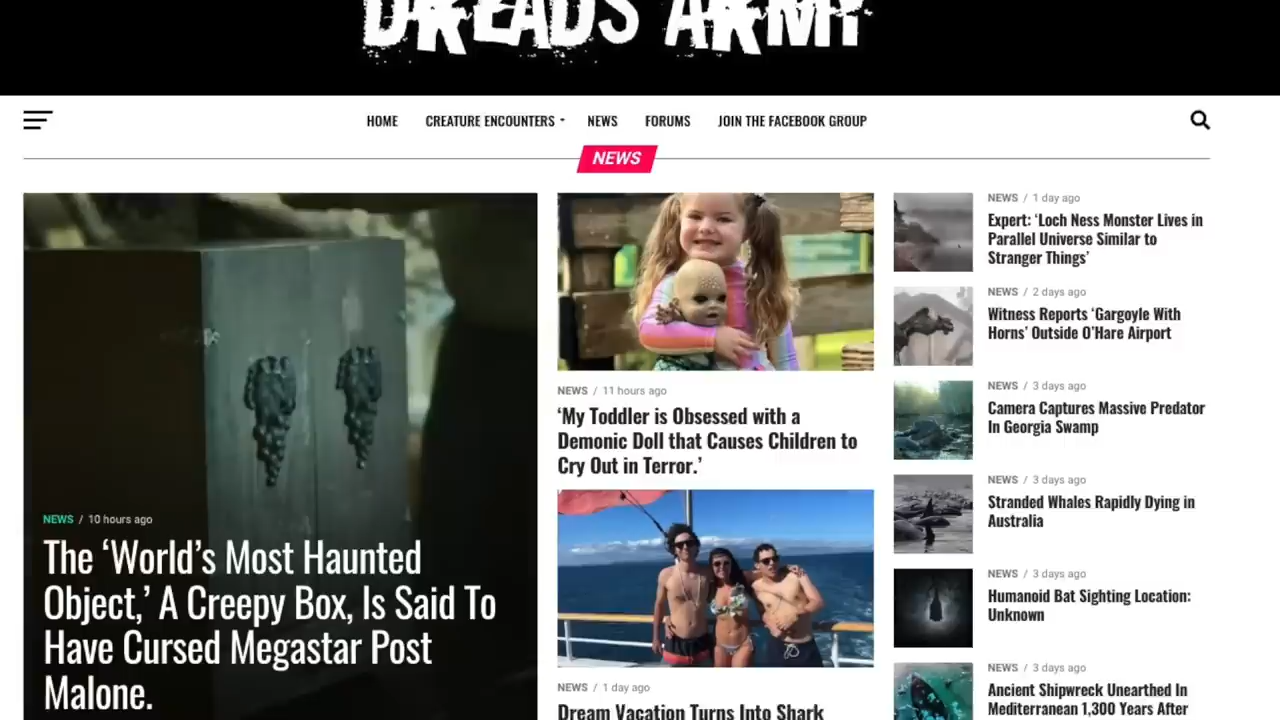 DREADS ARMY
HOME
CREATURE ENCOUNTERS
NEWS
FORUMS
JOIN THE FACEBOOK GROUP
NEWS
NEWS / 10 hours ago
The ‘World’s Most Haunted
Object,’ A Creepy Box, Is Said To
Have Cursed Megastar Post
Malone.
NEWS / 11 hours ago
‘My Toddler is Obsessed with a
Demonic Doll that Causes Children to
Cry Out in Terror.’
NEWS / 1 day ago
Dream Vacation Turns Into Shark
NEWS / 1 day ago
Expert: ‘Loch Ness Monster Lives in
Parallel Universe Similar to
Stranger Things’
NEWS / 2 days ago
Witness Reports ‘Gargoyle With
Horns’ Outside O’Hare Airport
NEWS / 3 days ago
Camera Captures Massive Predator
In Georgia Swamp
NEWS / 3 days ago
Stranded Whales Rapidly Dying in
Australia
NEWS / 3 days ago
Humanoid Bat Sighting Location:
Unknown
NEWS / 3 days ago
Ancient Shipwreck Unearthed In
Mediterranean 1,300 Years After